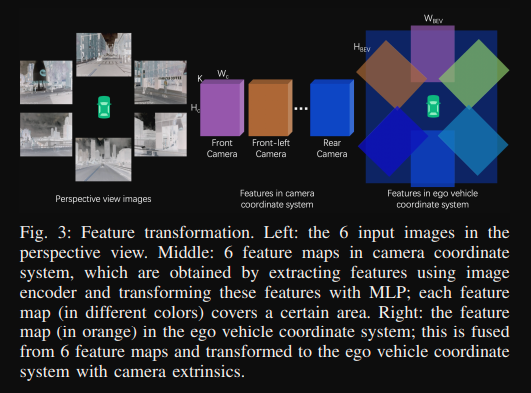 W_BEV
H_BEV
K
W_c
H_c
...
Front
Camera
Front-left
Camera
Rear
Camera
Perspective view images
Features in camera
coordinate system
Features in ego vehicle
coordinate system
Fig. 3: Feature transformation. Left: the 6 input images in the
perspective view. Middle: 6 feature maps in camera coordinate
system, which are obtained by extracting features using image
encoder and transforming these features with MLP; each feature
map (in different colors) covers a certain area. Right: the feature
map (in orange) in the ego vehicle coordinate system; this is fused
from 6 feature maps and transformed to the ego vehicle coordinate
system with camera extrinsics.